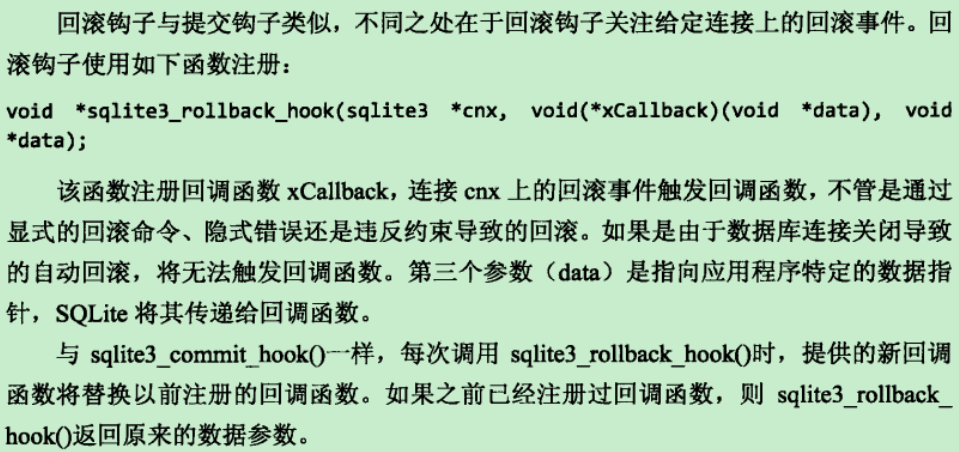 回滚钩子与提交钩子类似，不同之处在于回滚钩子关注给定连接上的回滚事件。回
滚钩子使用如下函数注册：
void *sqlite3_rollback_hook(sqlite3 *cnx, void(*xCallback)(void *data), void
*data);
该函数注册回调函数 xCallback，连接 cnx 上的回滚事件触发回调函数，不管是通过
显式的回滚命令、隐式错误还是违反约束导致的回滚。如果是由于数据库连接关闭导致
的自动回滚，将无法触发回调函数。第三个参数（data）是指向应用程序特定的数据指
针，SQLite 将其传递给回调函数。
与 sqlite3_commit_hook()一样，每次调用 sqlite3_rollback_hook()时，提供的新回调
函数将替换以前注册的回调函数。如果之前已经注册过回调函数，则 sqlite3_rollback_
hook()返回原来的数据参数。